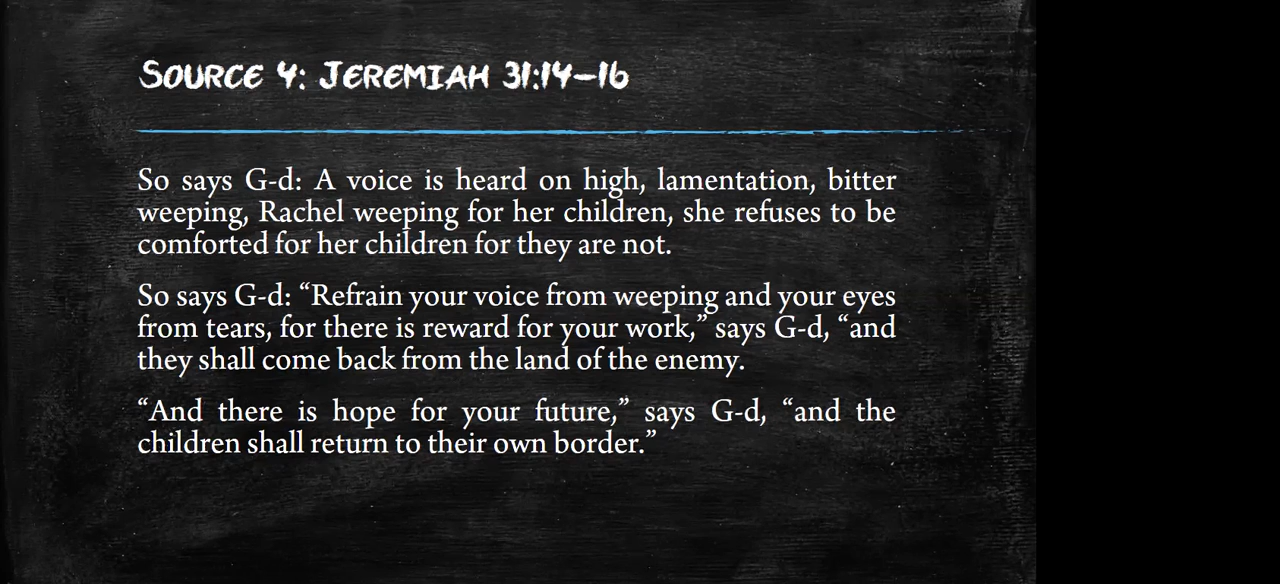 SOURCE 4: JEREMIAH 31:14–16
So says G-d: A voice is heard on high, lamentation, bitter
weeping, Rachel weeping for her children, she refuses to be
comforted for her children for they are not.
So says G-d: “Refrain your voice from weeping and your eyes
from tears, for there is reward for your work,” says G-d, “and
they shall come back from the land of the enemy.
“And there is hope for your future,” says G-d, “and the
children shall return to their own border.”